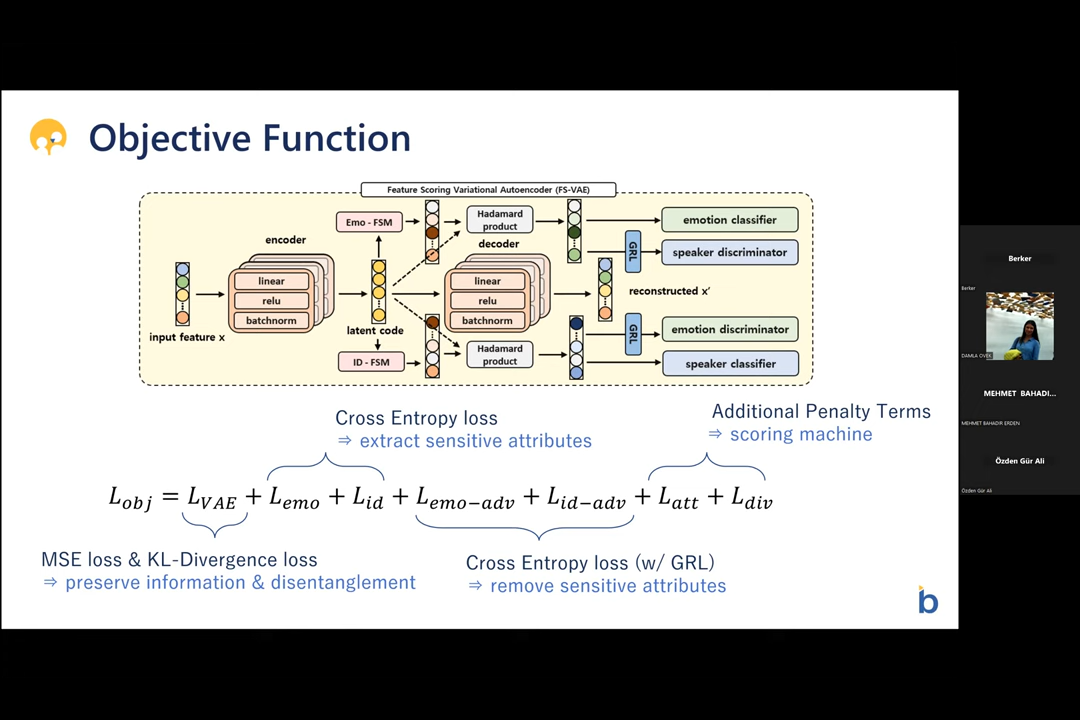 Objective Function
Feature Scoring Variational Autoencoder (FS-VAE)
Emo - FSM
Hadamard
product
emotion classifier
encoder
decoder
GRL
speaker discriminator
linear
relu
batchnorm
linear
relu
batchnorm
reconstructed x'
input feature x
latent code
ID - FSM
Hadamard
product
GRL
emotion discriminator
speaker classifier
Cross Entropy loss
⇒ extract sensitive attributes
Additional Penalty Terms
⇒ scoring machine
L_obj = L_VAE + L_emo + L_id + L_emo−adv + L_id−adv + L_att + L_div
MSE loss & KL-Divergence loss
⇒ preserve information & disentanglement
Cross Entropy loss (w/ GRL)
⇒ remove sensitive attributes
b
Berker
Berker
DAMLA ÖVEK
MEHMET BAHADI...
MEHMET BAHADIR ERDEN
Özden Gür Ali
Özden Gür Ali